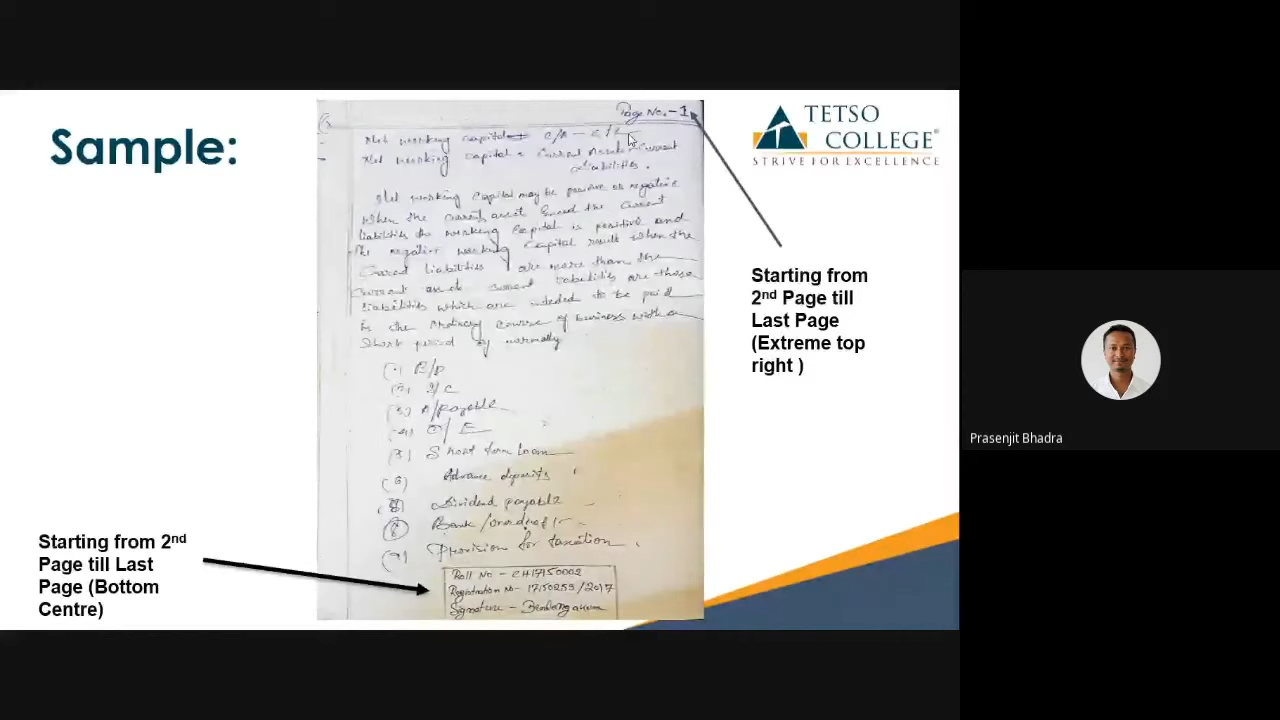 Sample:
Page No. - 1
Net working capital = C/A - C/L
Net working capital = Current Assets - Current
Liabilities.
Net working capital may be positive or negative
When the current asset Exceed the Current
liabilities the working capital is positive and
The negative working capital result when the
Current liabilities are more than the
Current assets current liabilities are those
liabilities which are intended to be paid
In the ordinary course of business with a
Short period of normally
(1) B/P
(2) S/C
(3) A/payable
(4) O/E
(5) Short term loan
(6) Advance deposits
Dividend payable
(8) Bank /
(9) Provision for taxation.
Roll No - CH17150002
Registration No - 17150259/2017
Signature -
TETSO
COLLEGE®
STRIVE FOR EXCELLENCE
Starting from
2nd Page till
Last Page
(Extreme top
right )
Starting from 2nd
Page till Last
Page (Bottom
Centre)
Prasenjit Bhadra